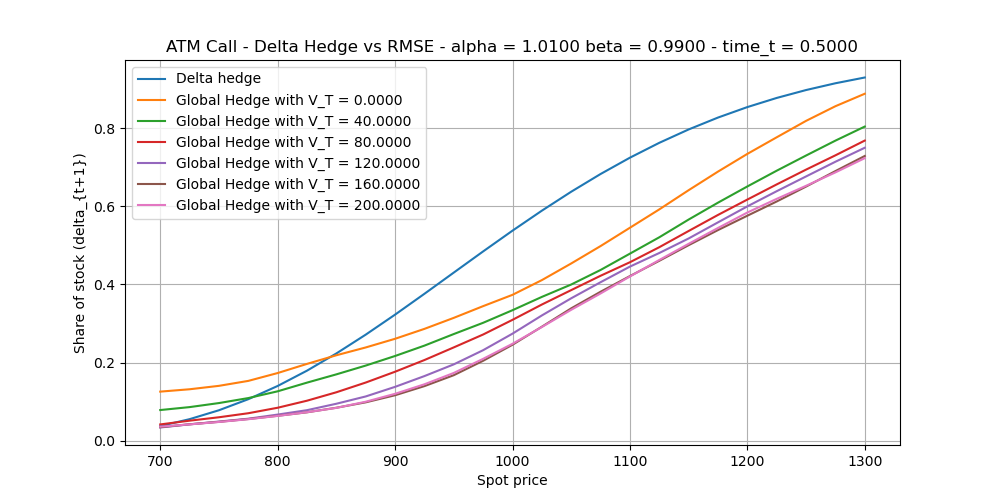 ATM Call - Delta Hedge vs RMSE - alpha = 1.0100 beta = 0.9900 - time_t = 0.5000
Delta hedge
Global Hedge with V_T = 0.0000
Global Hedge with V_T = 40.0000
Global Hedge with V_T = 80.0000
Global Hedge with V_T = 120.0000
Global Hedge with V_T = 160.0000
Global Hedge with V_T = 200.0000
Share of stock (delta_{t+1})
0.8
0.6
0.4
0.2
0.0
700 800 900 1000 1100 1200 1300
Spot price